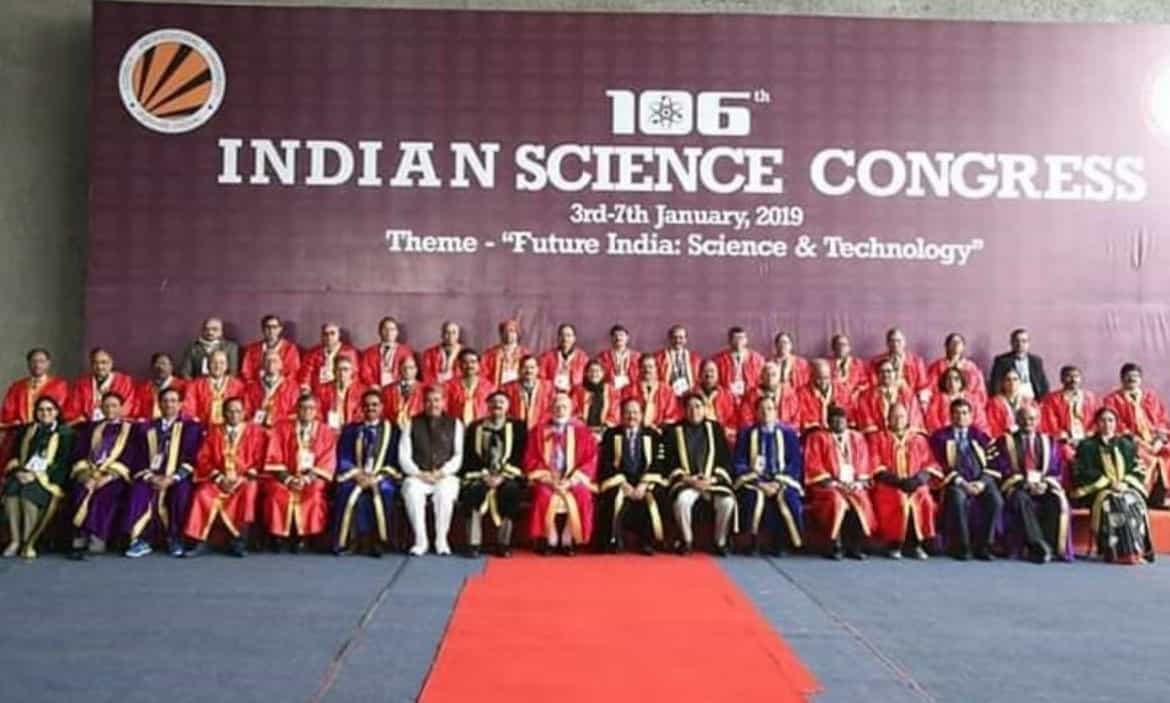 106th
INDIAN SCIENCE CONGRESS
3rd-7th January, 2019
Theme - “Future India: Science & Technology”